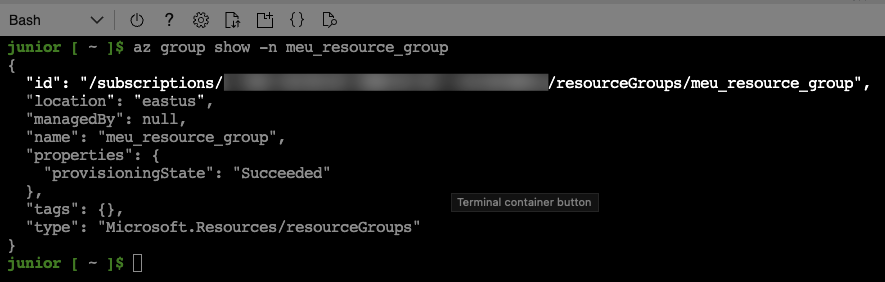 Bash
junior [ ~ ]$ az group show -n meu_resource_group
{
  "id": "/subscriptions/ /resourceGroups/meu_resource_group",
  "location": "eastus",
  "managedBy": null,
  "name": "meu_resource_group",
  "properties": {
    "provisioningState": "Succeeded"
  },
  "tags": {},
Terminal container button
  "type": "Microsoft.Resources/resourceGroups"
}
junior [ ~ ]$